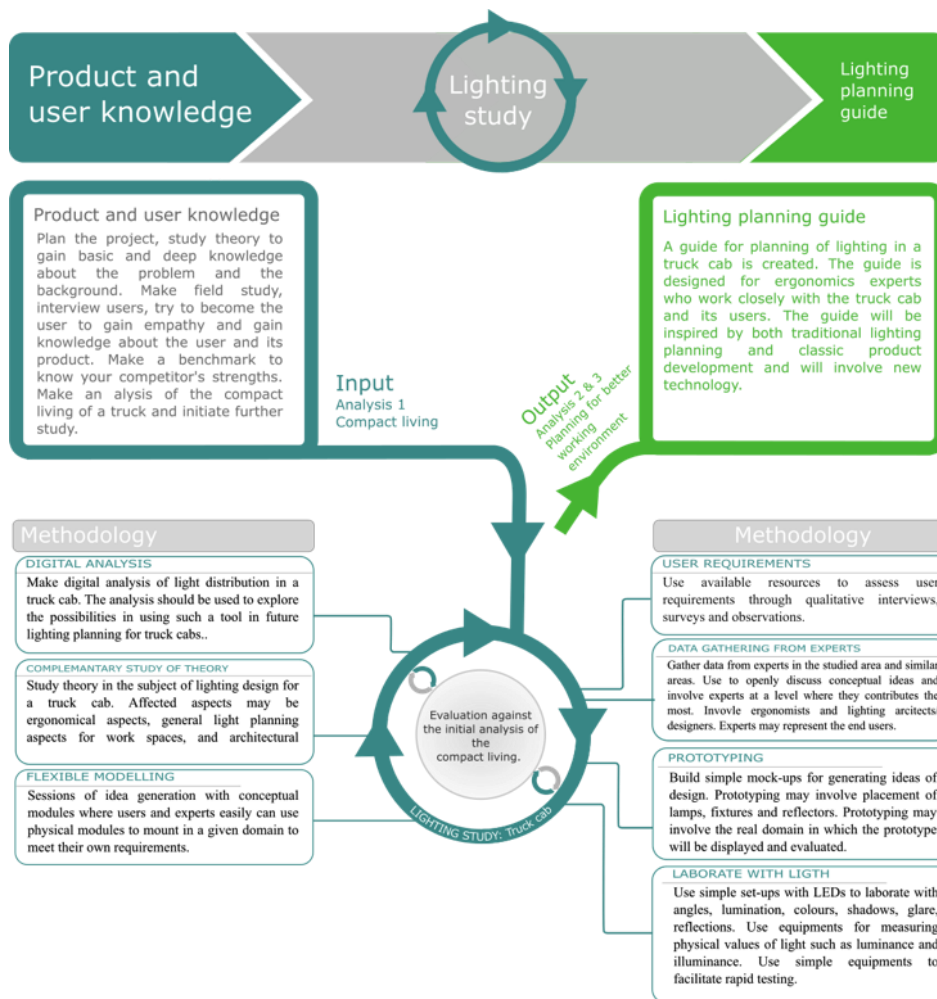 Product and
user knowledge
Lighting
study
Lighting
planning
guide
Product and user knowledge
Plan the project, study theory to
gain basic and deep knowledge
about the problem and the
background. Make field study,
interview users, try to become the
user to gain empathy and gain
knowledge about the user and its
product. Make a benchmark to
know your competitor's strengths.
Make an alysis of the compact
living of a truck and initiate further
study.
Input
Analysis 1
Compact living
Output
Analysis 2 & 3
Planning for better
working
environment
Lighting planning guide
A guide for planning of lighting in a
truck cab is created. The guide is
designed for ergonomics experts
who work closely with the truck cab
and its users. The guide will be
inspired by both traditional lighting
planning and classic product
development and will involve new
technology.
Methodology
DIGITAL ANALYSIS
Make digital analysis of light distribution in a
truck cab. The analysis should be used to explore
the possibilities in using such a tool in future
lighting planning for truck cabs..
COMPLEMANTARY STUDY OF THEORY
Study theory in the subject of lighting design for
a truck cab. Affected aspects may be
ergonomical aspects, general light planning
aspects for work spaces, and architectural
FLEXIBLE MODELLING
Sessions of idea generation with conceptual
modules where users and experts easily can use
physical modules to mount in a given domain to
meet their own requirements.
Evaluation against
the initial analysis of
the
compact living.
LIGHTING STUDY: Truck cab
Methodology
USER REQUIREMENTS
Use available resources to assess user
requirements through qualitative interviews,
surveys and observations.
DATA GATHERING FROM EXPERTS
Gather data from experts in the studied area and similar
areas. Use to openly discuss conceptual ideas and
involve experts at a level where they contributes the
most. Invovle ergonomists and lighting arcitects/
designers. Experts may represent the end users.
PROTOTYPING
Build simple mock-ups for generating ideas of
design. Prototyping may involve placement of
lamps, fixtures and reflectors. Prototyping may
involve the real domain in which the prototype
will be displayed and evaluated.
LABORATE WITH LIGTH
Use simple set-ups with LEDs to laborate with
angles, lumination, colours, shadows, glare,
reflections. Use equipments for measuring
physical values of light such as luminance and
illuminance. Use simple equipments to
facilitate rapid testing.